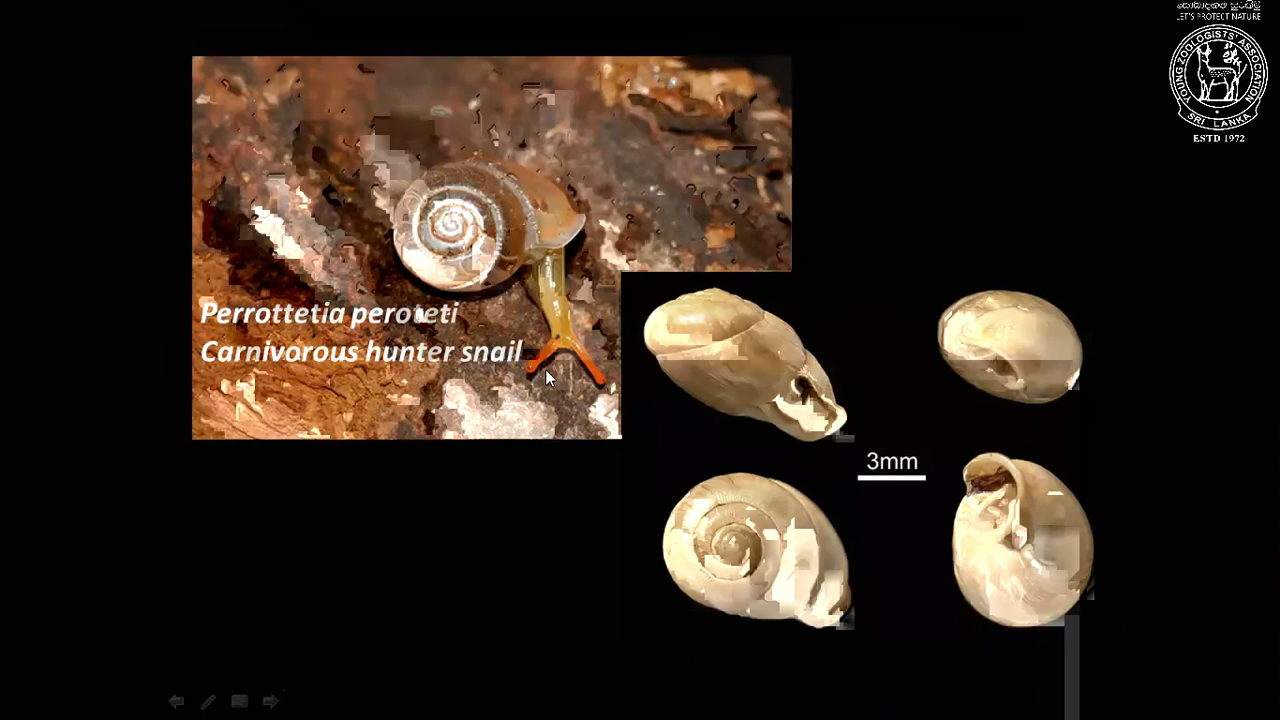 LET'S PROTECT NATURE
YOUNG ZOOLOGISTS' ASSOCIATION
SRI LANKA
ESTD 1972
Perrottetia peroteti
Carnivorous hunter snail
3mm